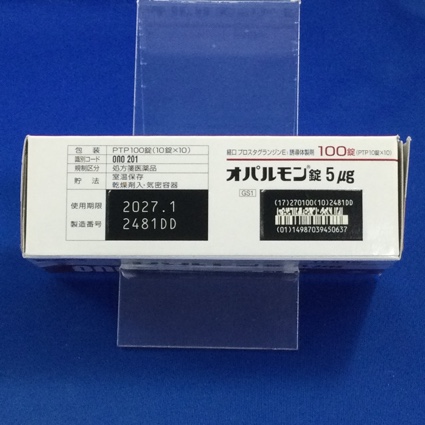 包装 PTP100錠(10錠×10)
識別コード ono 201
規制区分 処方箋医薬品
貯法 室温保存
乾燥剤入・気密容器
使用期限 2027.1
製造番号 2481DD
経口プロスタグランジンE₁誘導体製剤 100錠(PTP10錠×10)
オパルモン®錠5μg
GS1
(17)270100(10)2481DD
(01)14987039450637